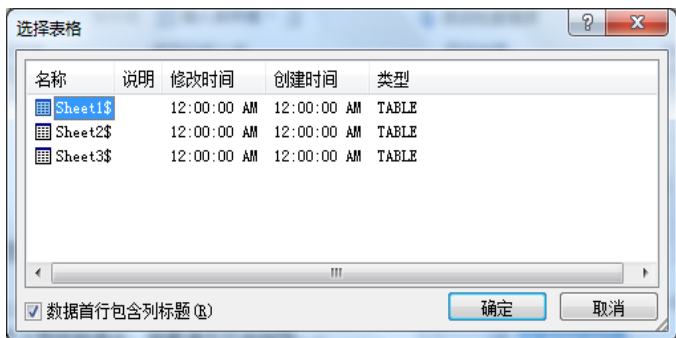 选择表格
名称 说明 修改时间 创建时间 类型
Sheet1$ 12:00:00 AM 12:00:00 AM TABLE
Sheet2$ 12:00:00 AM 12:00:00 AM TABLE
Sheet3$ 12:00:00 AM 12:00:00 AM TABLE
数据首行包含列标题(R) 确定 取消